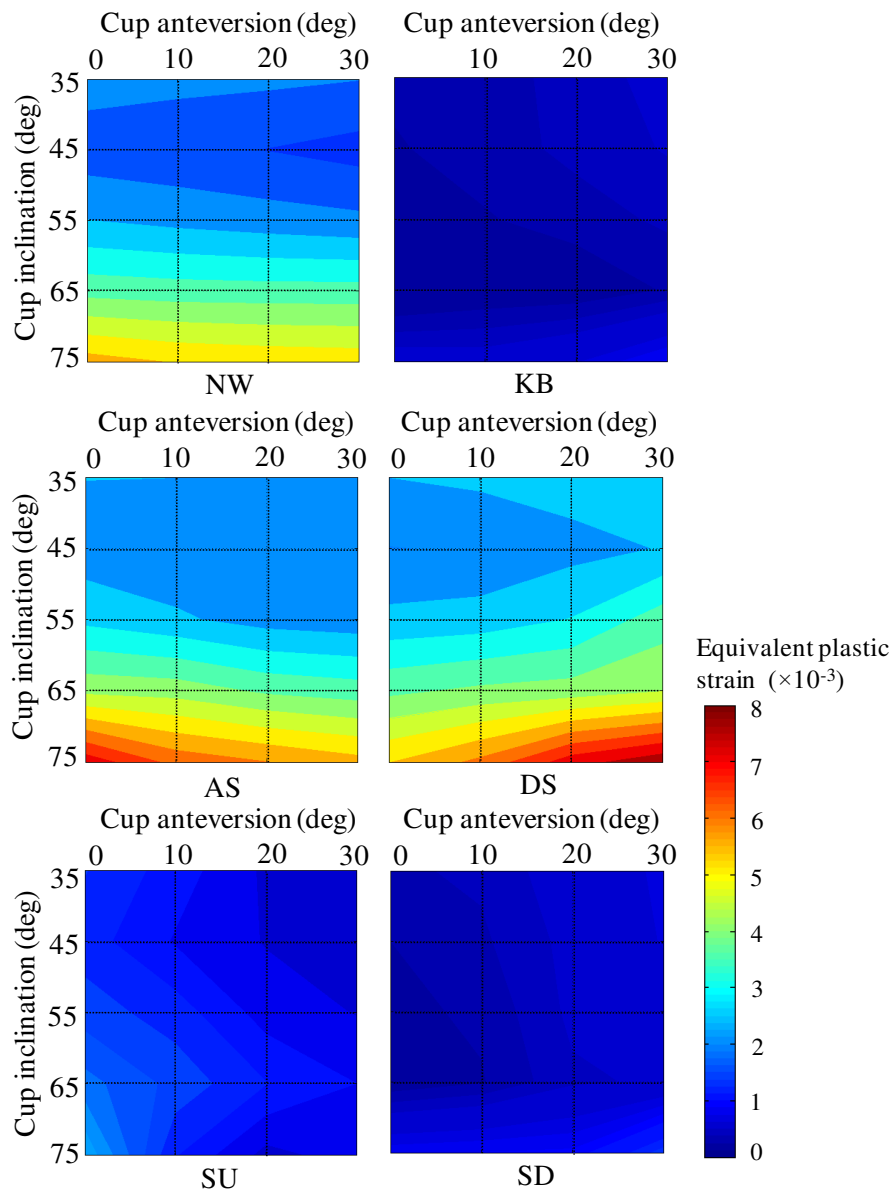 Cup anteversion (deg) Cup anteversion (deg)
0 10 20 30 0 10 20 30
Cup inclination (deg)
35
45
55
65
75
NW KB
Cup anteversion (deg) Cup anteversion (deg)
0 10 20 30 0 10 20 30
Cup inclination (deg)
35
45
55
65
75
AS DS
Equivalent plastic
strain (×10⁻³)
8
7
6
5
4
3
2
1
0
Cup anteversion (deg) Cup anteversion (deg)
0 10 20 30 0 10 20 30
Cup inclination (deg)
35
45
55
65
75
SU SD